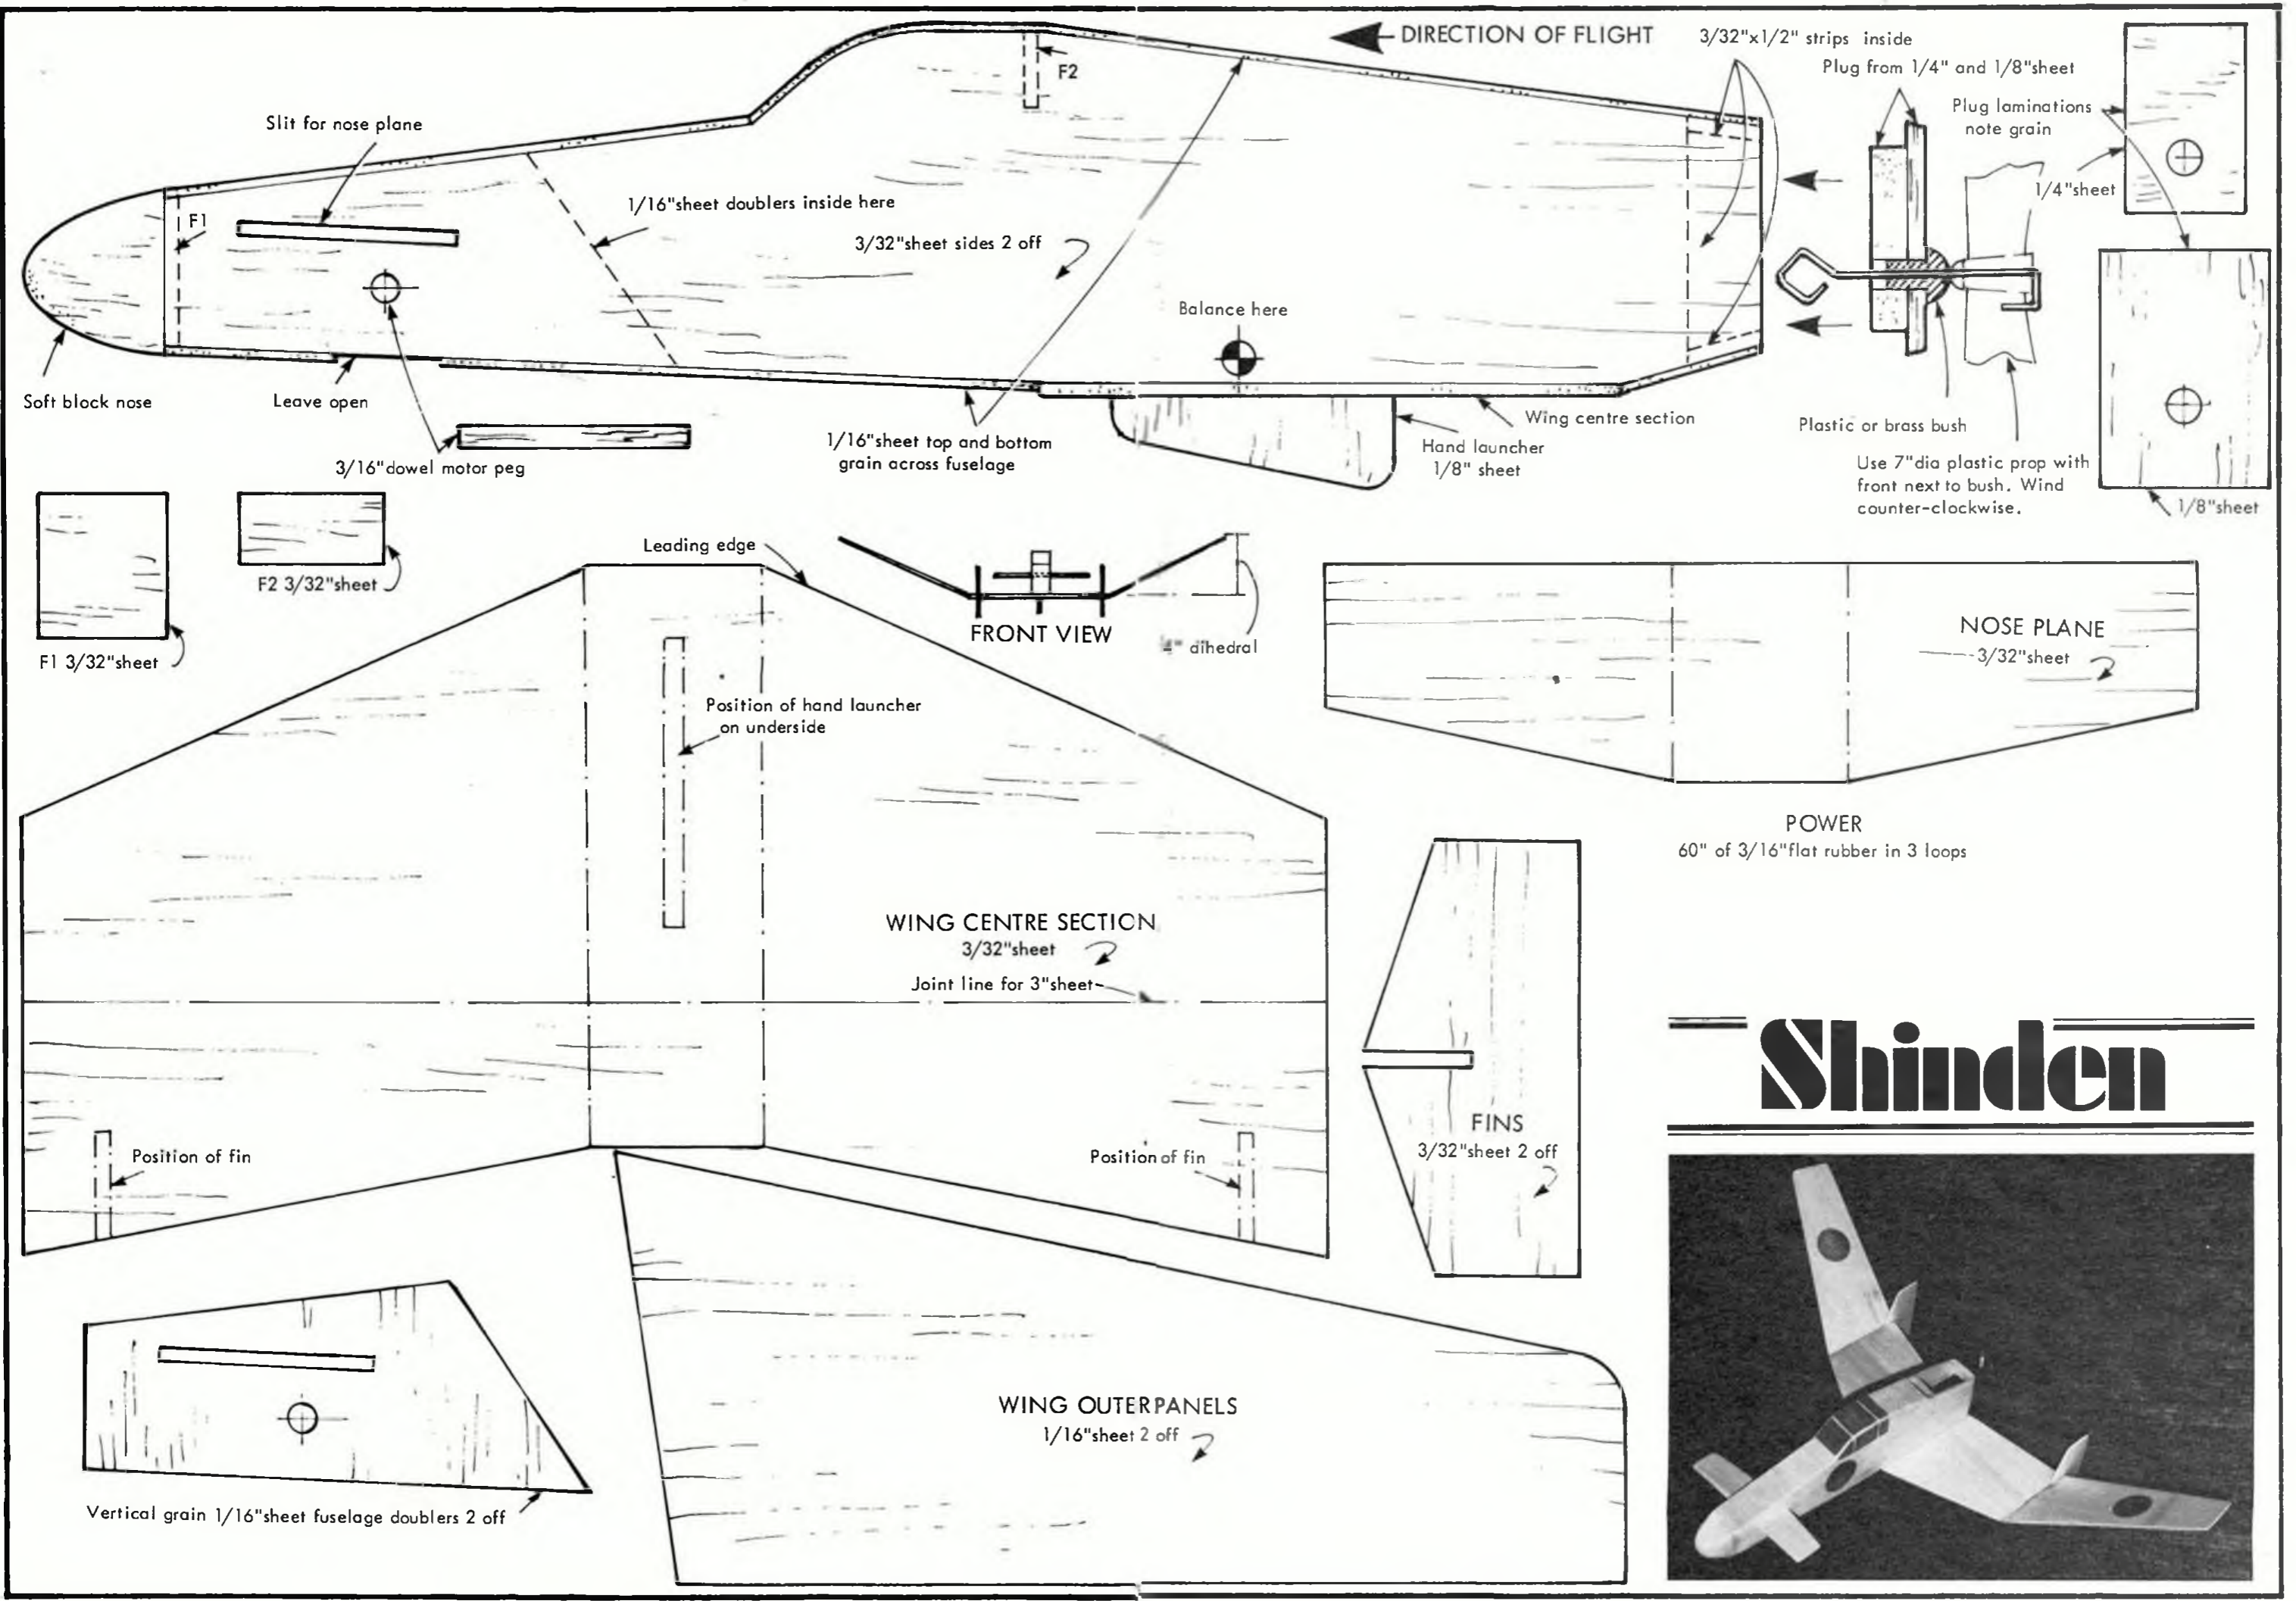 DIRECTION OF FLIGHT
3/32"x1/2" strips inside
Plug from 1/4" and 1/8"sheet
Plug laminations
note grain
1/4"sheet
F2
Slit for nose plane
F1
1/16"sheet doublers inside here
3/32"sheet sides 2 off
Balance here
Soft block nose
Leave open
3/16"dowel motor peg
1/16"sheet top and bottom
grain across fuselage
Hand launcher
1/8" sheet
Wing centre section
Plastic or brass bush
Use 7"dia plastic prop with
front next to bush. Wind
counter-clockwise.
1/8"sheet
F1 3/32"sheet
F2 3/32"sheet
Leading edge
FRONT VIEW
dihedral
NOSE PLANE
3/32"sheet
Position of hand launcher
on underside
POWER
60" of 3/16"flat rubber in 3 loops
WING CENTRE SECTION
3/32"sheet
Joint line for 3"sheet
Position of fin
Position of fin
FINS
3/32"sheet 2 off
Shinden
Vertical grain 1/16"sheet fuselage doublers 2 off
WING OUTER PANELS
1/16"sheet 2 off